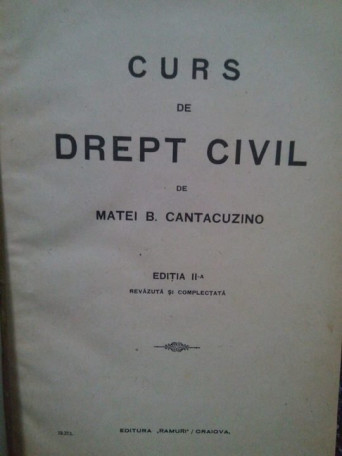 CURS
DE
DREPT CIVIL
DE
MATEI B. CANTACUZINO
EDIȚIA II-A
REVĂZUTĂ ȘI COMPLECTATĂ
EDITURA „RAMURI" / CRAIOVA.